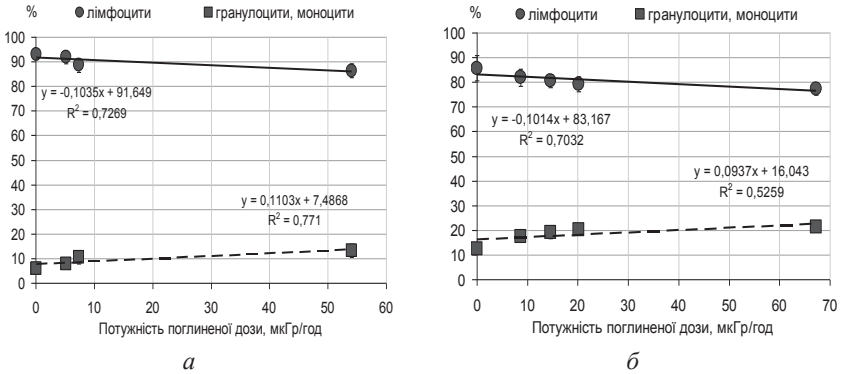 % лімфоцити гранулоцити, моноцити
100
90
80
70
60
50
40
30
20
10
0
y = -0,1035x + 91,649
R² = 0,7269
y = 0,1103x + 7,4868
R² = 0,771
0 10 20 30 40 50 60
Потужність поглиненої дози, мкГр/год
а
% лімфоцити гранулоцити, моноцити
100
90
80
70
60
50
40
30
20
10
0
y = -0,1014x + 83,167
R² = 0,7032
y = 0,0937x + 16,043
R² = 0,5259
0 10 20 30 40 50 60 70
Потужність поглиненої дози, мкГр/год
б